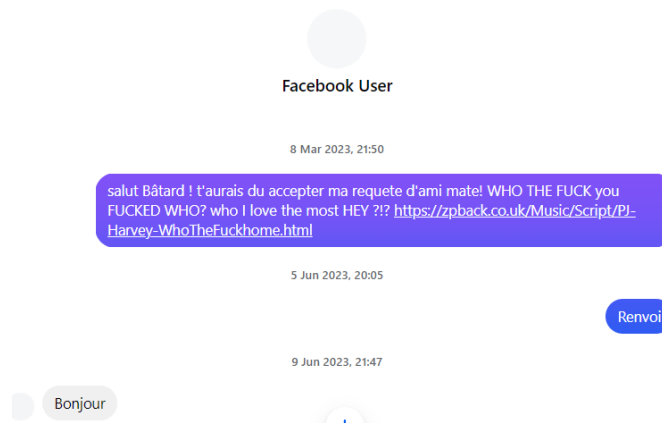 Facebook User
8 Mar 2023, 21:50
salut Bâtard ! t'aurais du accepter ma requete d'ami mate! WHO THE FUCK you
FUCKED WHO? who I love the most HEY ?!? https://zpback.co.uk/Music/Script/PJ-
Harvey-WhoTheFuckhome.html
5 Jun 2023, 20:05
Renvoi
9 Jun 2023, 21:47
Bonjour